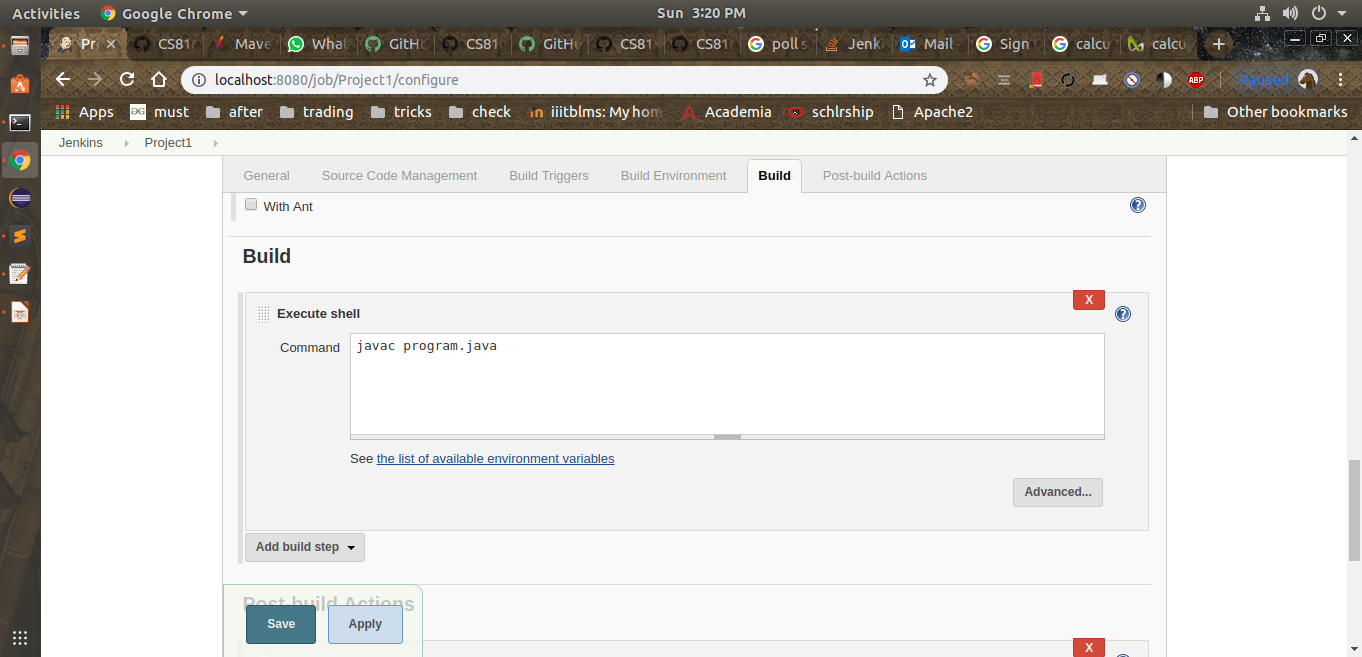 Activities Google Chrome Sun 3:20 PM
Pr CS81 Mave What GitHu CS81 GitHu CS81 CS81 poll s Jenk Mail Sign calcu calcu
localhost:8080/job/Project1/configure ABP Paused
Apps must after trading tricks check iiitblms: My hom Academia schlrship Apache2 Other bookmarks
Jenkins Project1
General Source Code Management Build Triggers Build Environment Build Post-build Actions
With Ant
Build
X
Execute shell
Command javac program.java
See the list of available environment variables
Advanced...
Add build step
Post-build Actions
Save Apply
X